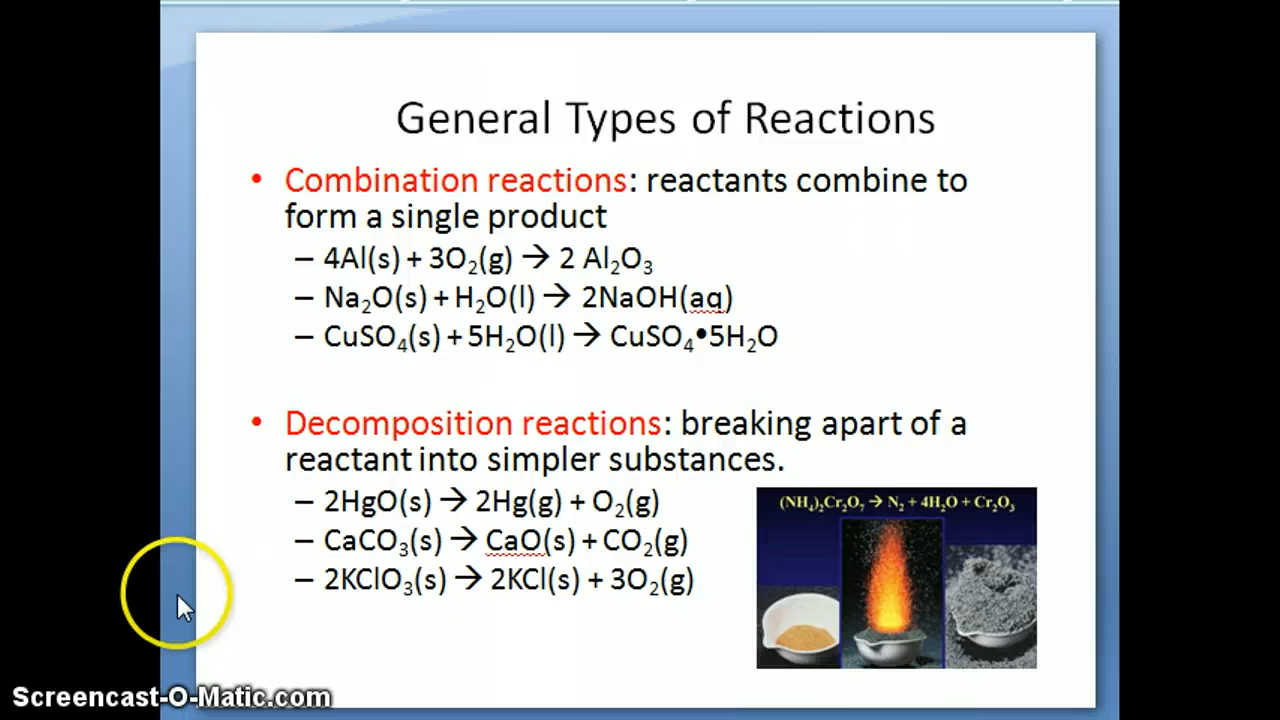 General Types of Reactions
• Combination reactions: reactants combine to
form a single product
– 4Al(s) + 3O₂(g) → 2 Al₂O₃
– Na₂O(s) + H₂O(l) → 2NaOH(aq)
– CuSO₄(s) + 5H₂O(l) → CuSO₄•5H₂O
• Decomposition reactions: breaking apart of a
reactant into simpler substances.
– 2HgO(s) → 2Hg(g) + O₂(g)
– CaCO₃(s) → CaO(s) + CO₂(g)
– 2KClO₃(s) → 2KCl(s) + 3O₂(g)
(NH₄)₂Cr₂O₇ → N₂ + 4H₂O + Cr₂O₃
Screencast-O-Matic.com